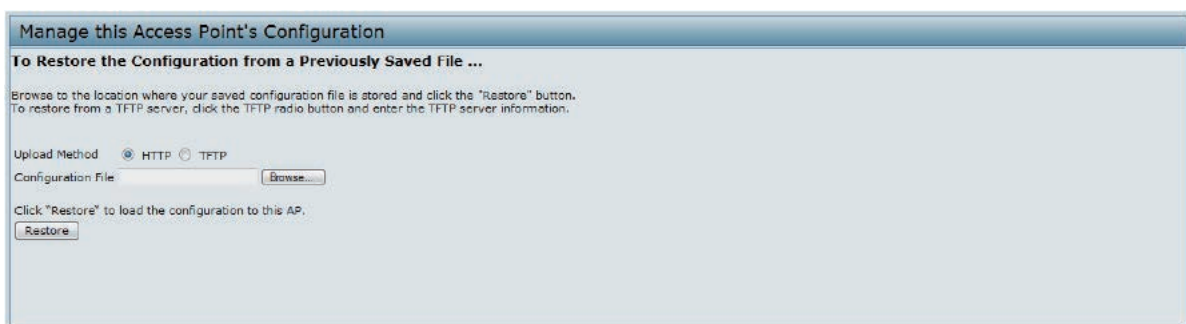 Manage this Access Point's Configuration
To Restore the Configuration from a Previously Saved File ...
Browse to the location where your saved configuration file is stored and click the "Restore" button.
To restore from a TFTP server, click the TFTP radio button and enter the TFTP server information.
Upload Method HTTP TFTP
Configuration File Browse...
Click "Restore" to load the configuration to this AP.
Restore